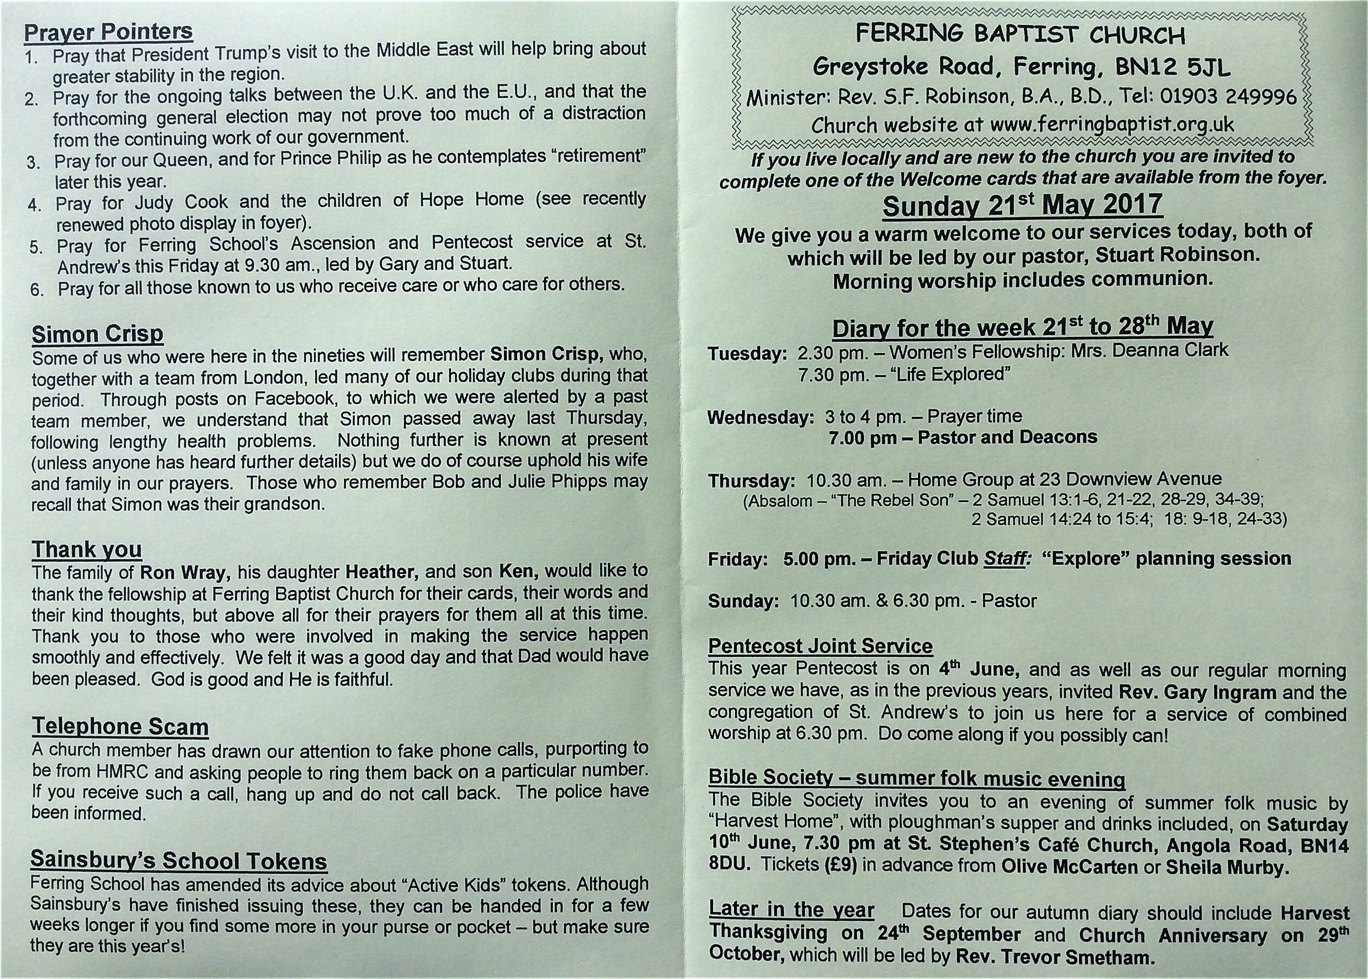 Prayer Pointers
1. Pray that President Trump's visit to the Middle East will help bring about
greater stability in the region.
2. Pray for the ongoing talks between the U.K. and the E.U., and that the
forthcoming general election may not prove too much of a distraction
from the continuing work of our government.
3. Pray for our Queen, and for Prince Philip as he contemplates “retirement”
later this year.
4. Pray for Judy Cook and the children of Hope Home (see recently
renewed photo display in foyer).
5. Pray for Ferring School's Ascension and Pentecost service at St.
Andrew's this Friday at 9.30 am., led by Gary and Stuart.
6. Pray for all those known to us who receive care or who care for others.
Simon Crisp
Some of us who were here in the nineties will remember Simon Crisp, who,
together with a team from London, led many of our holiday clubs during that
period. Through posts on Facebook, to which we were alerted by a past
team member, we understand that Simon passed away last Thursday,
following lengthy health problems. Nothing further is known at present
(unless anyone has heard further details) but we do of course uphold his wife
and family in our prayers. Those who remember Bob and Julie Phipps may
recall that Simon was their grandson.
Thank you
The family of Ron Wray, his daughter Heather, and son Ken, would like to
thank the fellowship at Ferring Baptist Church for their cards, their words and
their kind thoughts, but above all for their prayers for them all at this time.
Thank you to those who were involved in making the service happen
smoothly and effectively. We felt it was a good day and that Dad would have
been pleased. God is good and He is faithful.
Telephone Scam
A church member has drawn our attention to fake phone calls, purporting to
be from HMRC and asking people to ring them back on a particular number.
If you receive such a call, hang up and do not call back. The police have
been informed.
Sainsbury's School Tokens
Ferring School has amended its advice about “Active Kids” tokens. Although
Sainsbury's have finished issuing these, they can be handed in for a few
weeks longer if you find some more in your purse or pocket – but make sure
they are this year's!
FERRING BAPTIST CHURCH
Greystoke Road, Ferring, BN12 5JL
Minister: Rev. S.F. Robinson, B.A., B.D., Tel: 01903 249996
Church website at www.ferringbaptist.org.uk
If you live locally and are new to the church you are invited to
complete one of the Welcome cards that are available from the foyer.
Sunday 21st May 2017
We give you a warm welcome to our services today, both of
which will be led by our pastor, Stuart Robinson.
Morning worship includes communion.
Diary for the week 21st to 28th May
Tuesday: 2.30 pm. – Women's Fellowship: Mrs. Deanna Clark
7.30 pm. – “Life Explored”
Wednesday: 3 to 4 pm. – Prayer time
7.00 pm – Pastor and Deacons
Thursday: 10.30 am. – Home Group at 23 Downview Avenue
(Absalom – “The Rebel Son” – 2 Samuel 13:1-6, 21-22, 28-29, 34-39;
2 Samuel 14:24 to 15:4; 18: 9-18, 24-33)
Friday: 5.00 pm. – Friday Club Staff: “Explore” planning session
Sunday: 10.30 am. & 6.30 pm. - Pastor
Pentecost Joint Service
This year Pentecost is on 4th June, and as well as our regular morning
service we have, as in the previous years, invited Rev. Gary Ingram and the
congregation of St. Andrew's to join us here for a service of combined
worship at 6.30 pm. Do come along if you possibly can!
Bible Society – summer folk music evening
The Bible Society invites you to an evening of summer folk music by
“Harvest Home”, with ploughman's supper and drinks included, on Saturday
10th June, 7.30 pm at St. Stephen's Café Church, Angola Road, BN14
8DU. Tickets (£9) in advance from Olive McCarten or Sheila Murby.
Later in the year Dates for our autumn diary should include Harvest
Thanksgiving on 24th September and Church Anniversary on 29th
October, which will be led by Rev. Trevor Smetham.